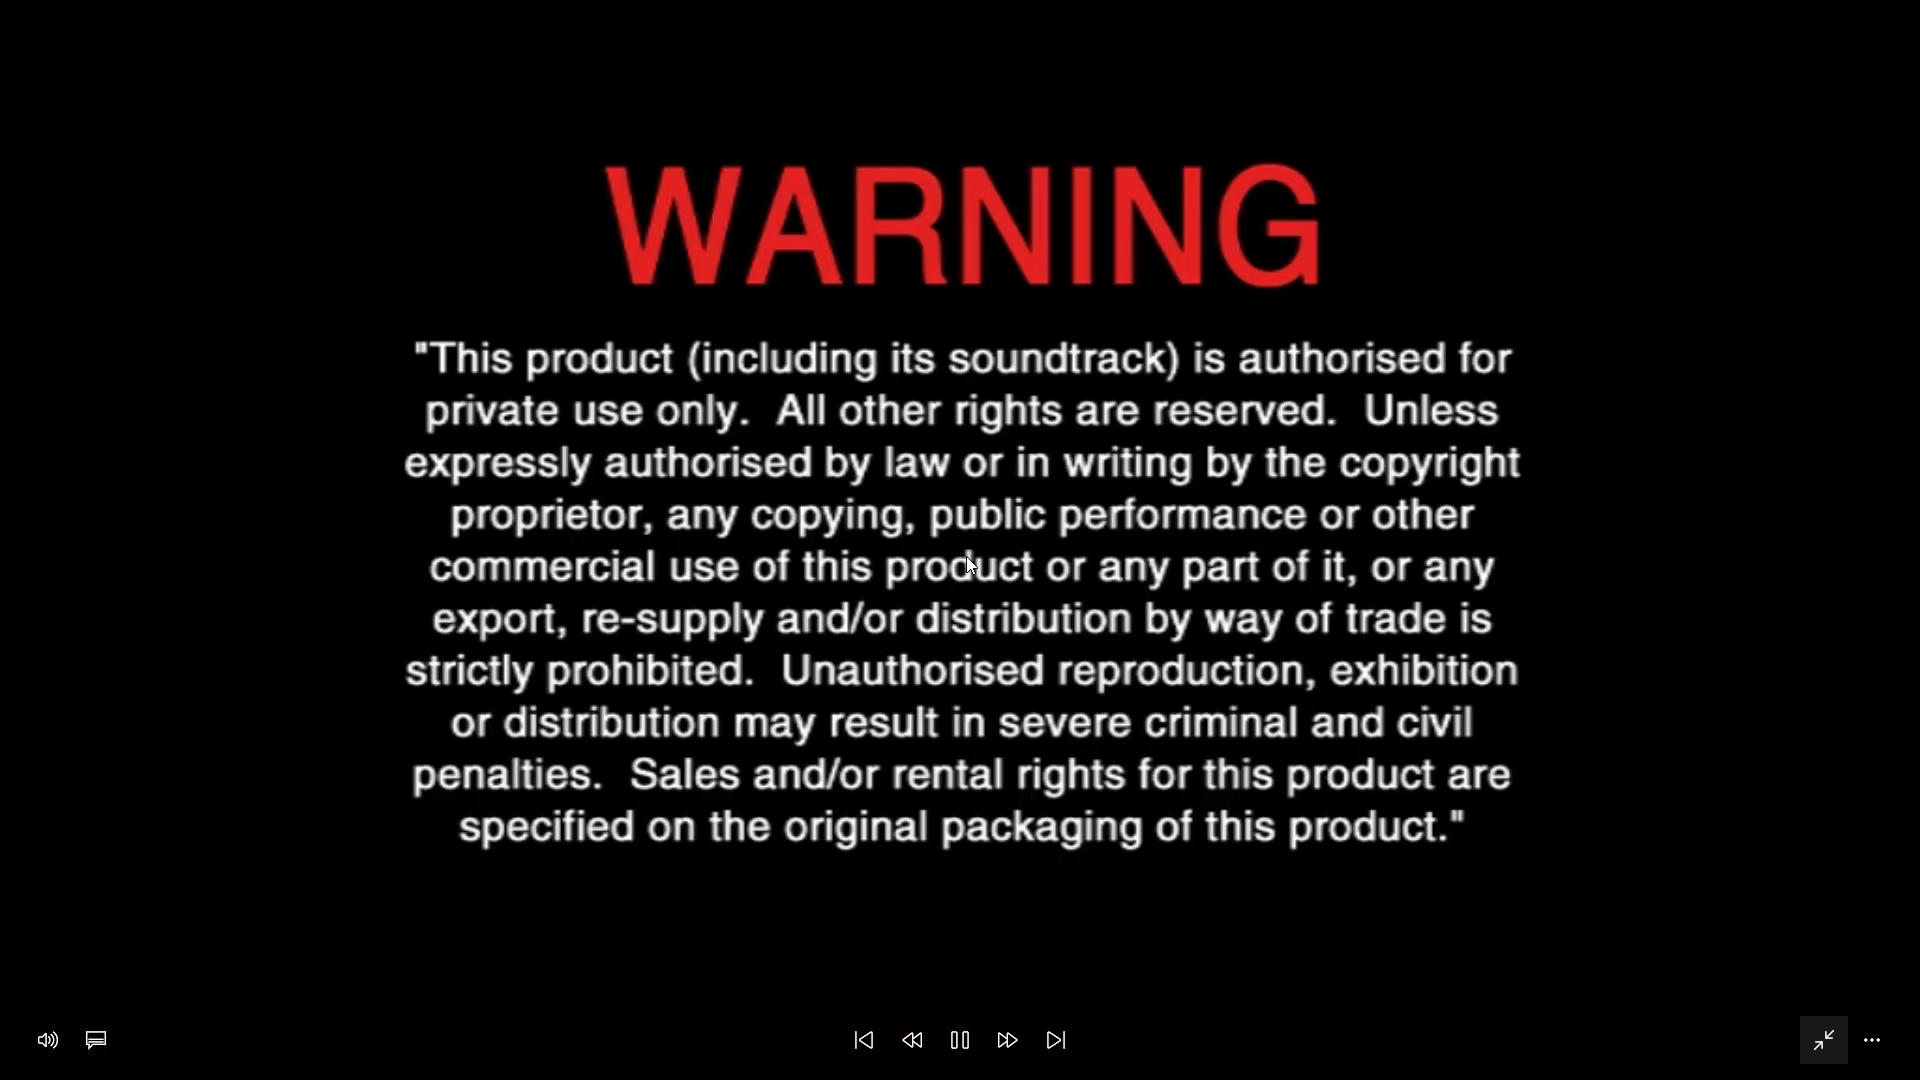 WARNING
"This product (including its soundtrack) is authorised for
private use only.  All other rights are reserved.  Unless
expressly authorised by law or in writing by the copyright
proprietor, any copying, public performance or other
commercial use of this product or any part of it, or any
export, re-supply and/or distribution by way of trade is
strictly prohibited.  Unauthorised reproduction, exhibition
or distribution may result in severe criminal and civil
penalties.  Sales and/or rental rights for this product are
specified on the original packaging of this product."